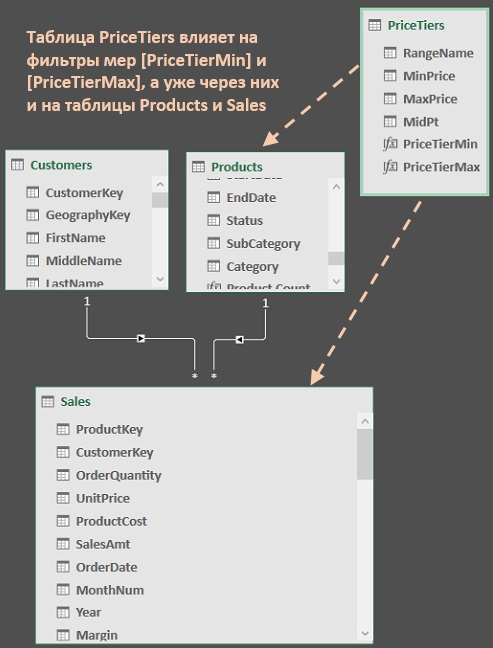 Таблица PriceTiers влияет на
фильтры мер [PriceTierMin] и
[PriceTierMax], а уже через них
и на таблицы Products и Sales
PriceTiers
RangeName
MinPrice
MaxPrice
MidPt
PriceTierMin
PriceTierMax
Customers
CustomerKey
GeographyKey
FirstName
MiddleName
LastName
Products
EndDate
Status
SubCategory
Category
Product Count
1
1
*
*
Sales
ProductKey
CustomerKey
OrderQuantity
UnitPrice
ProductCost
SalesAmt
OrderDate
MonthNum
Year
Margin